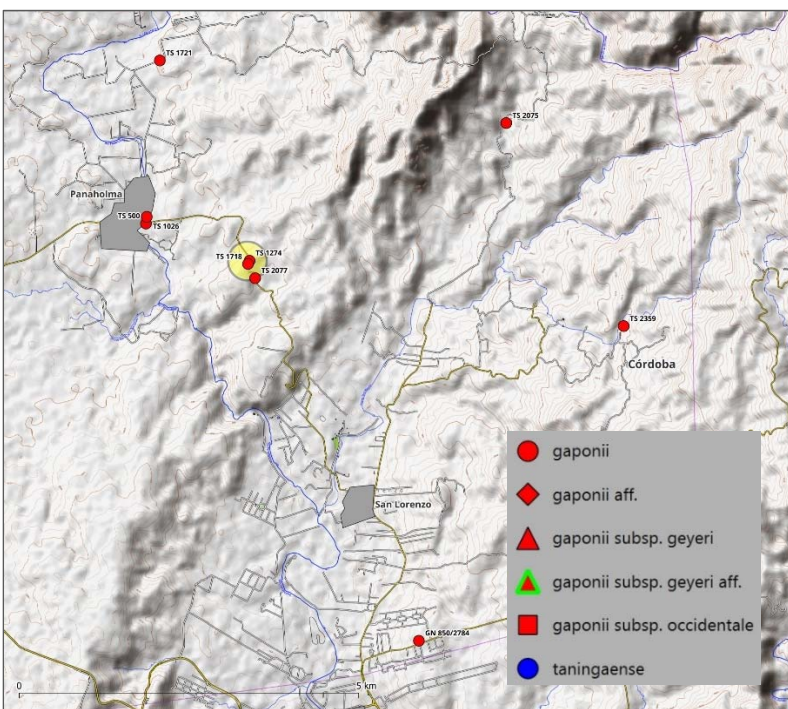 TS 1721
TS 2075
Panaholma
TS 500
TS 1026
TS 1718
TS 1274
TS 2077
TS 2359
Córdoba
gaponii
gaponii aff.
San Lorenzo
gaponii subsp. geyeri
gaponii subsp. geyeri aff.
gaponii subsp. occidentale
GN 850/2784
taningaense
0
5 km